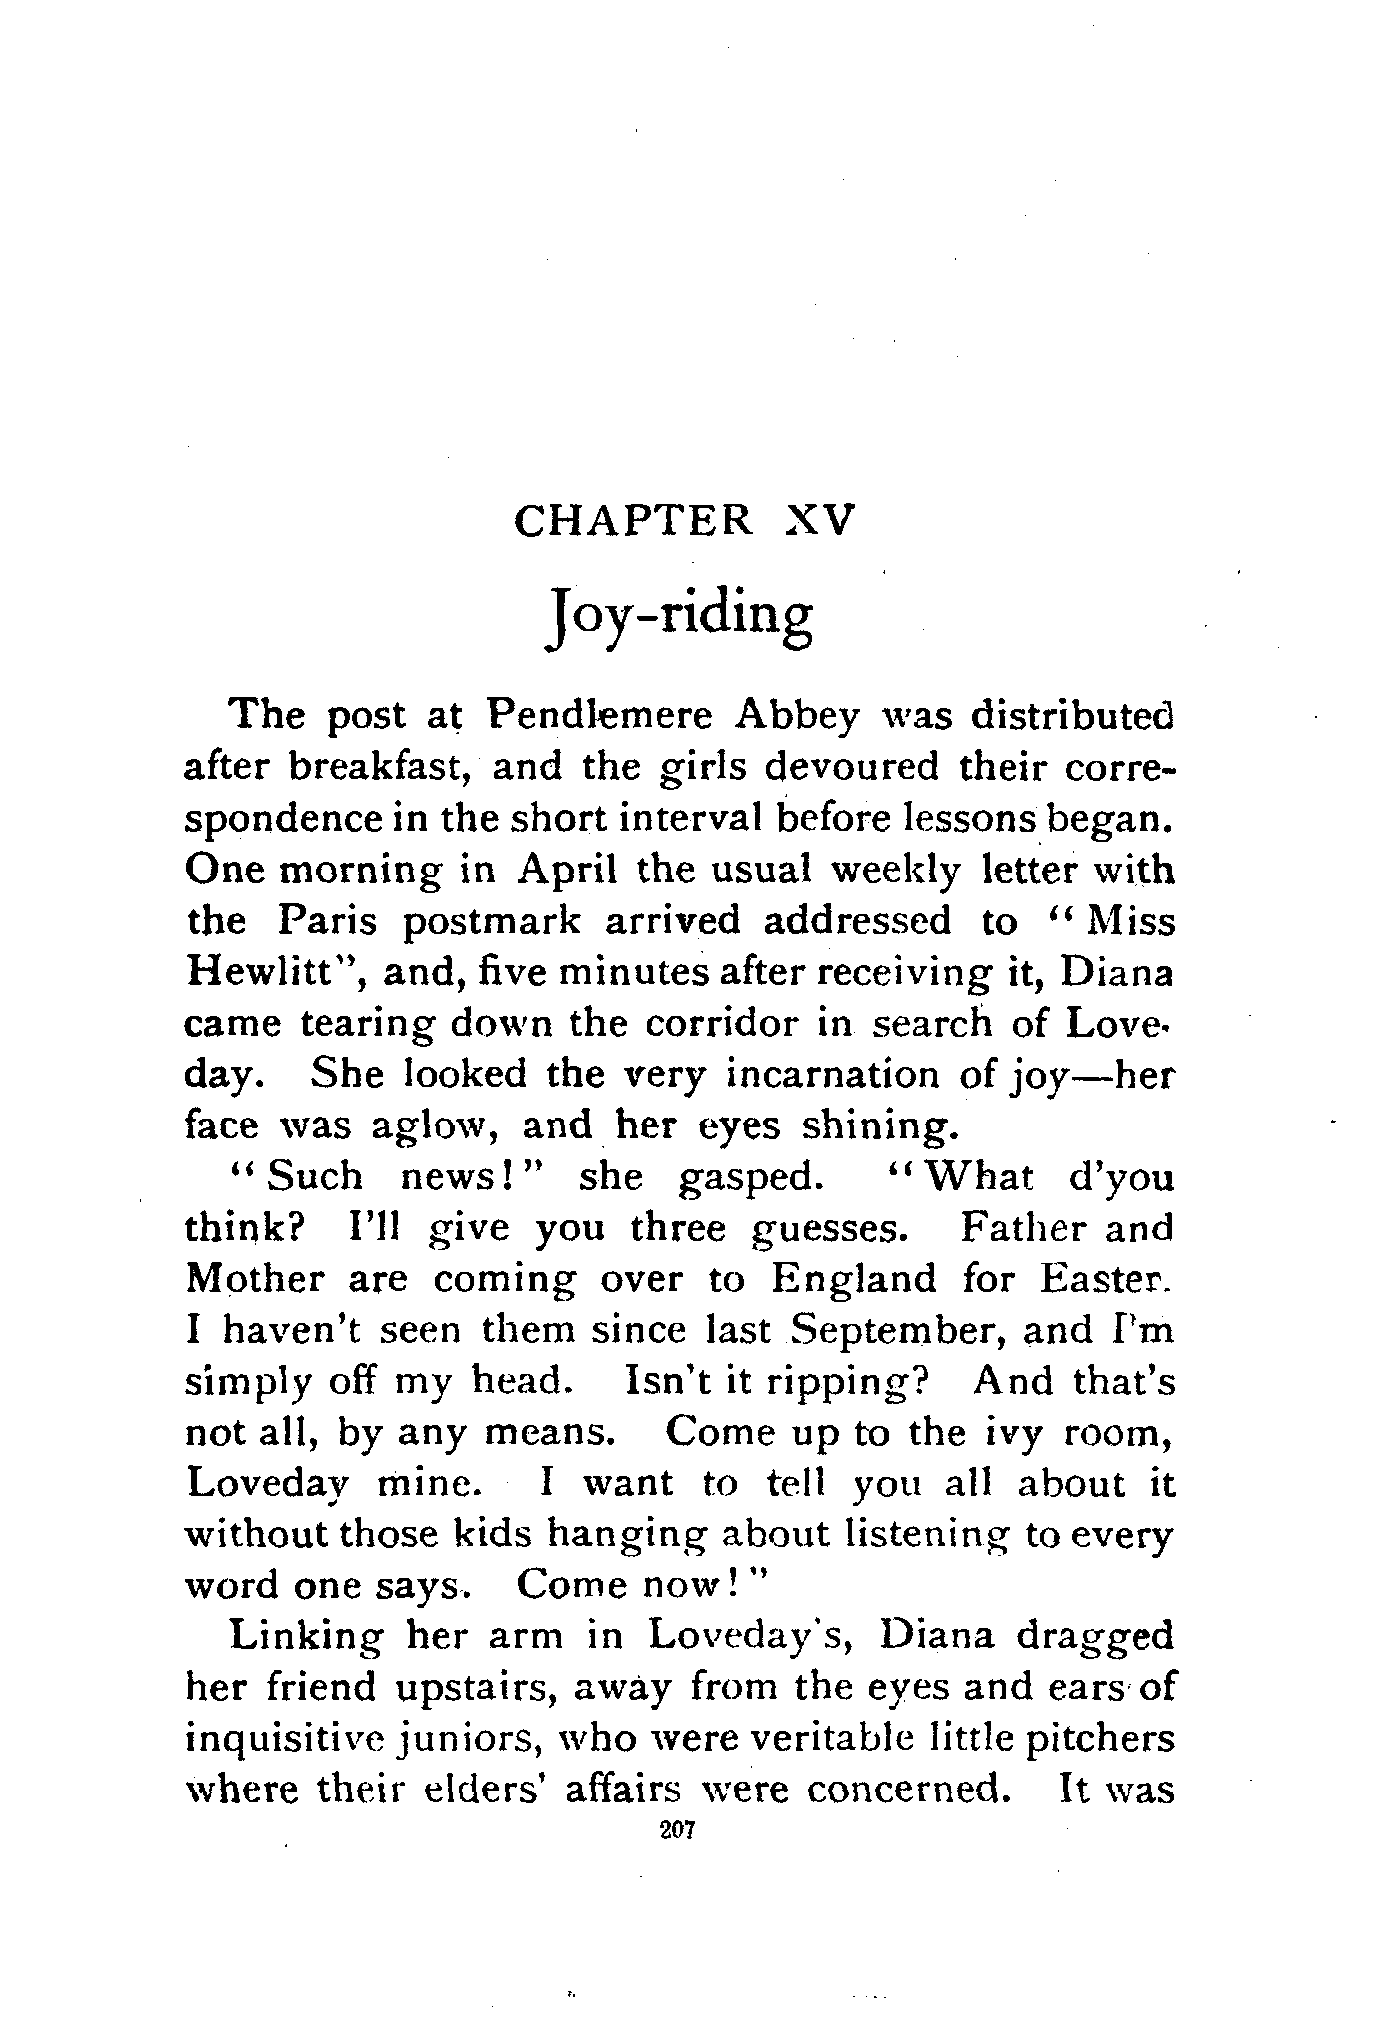 CHAPTER XV
Joy-riding
The post at Pendlemere Abbey was distributed
after breakfast, and the girls devoured their corre-
spondence in the short interval before lessons began.
One morning in April the usual weekly letter with
the Paris postmark arrived addressed to "Miss
Hewlitt", and, five minutes after receiving it, Diana
came tearing down the corridor in search of Love-
day. She looked the very incarnation of joy—her
face was aglow, and her eyes shining.
"Such news!" she gasped. "What d'you
think? I'll give you three guesses. Father and
Mother are coming over to England for Easter.
I haven't seen them since last September, and I'm
simply off my head. Isn't it ripping? And that's
not all, by any means. Come up to the ivy room,
Loveday mine. I want to tell you all about it
without those kids hanging about listening to every
word one says. Come now!"
Linking her arm in Loveday's, Diana dragged
her friend upstairs, away from the eyes and ears of
inquisitive juniors, who were veritable little pitchers
where their elders' affairs were concerned. It was
207